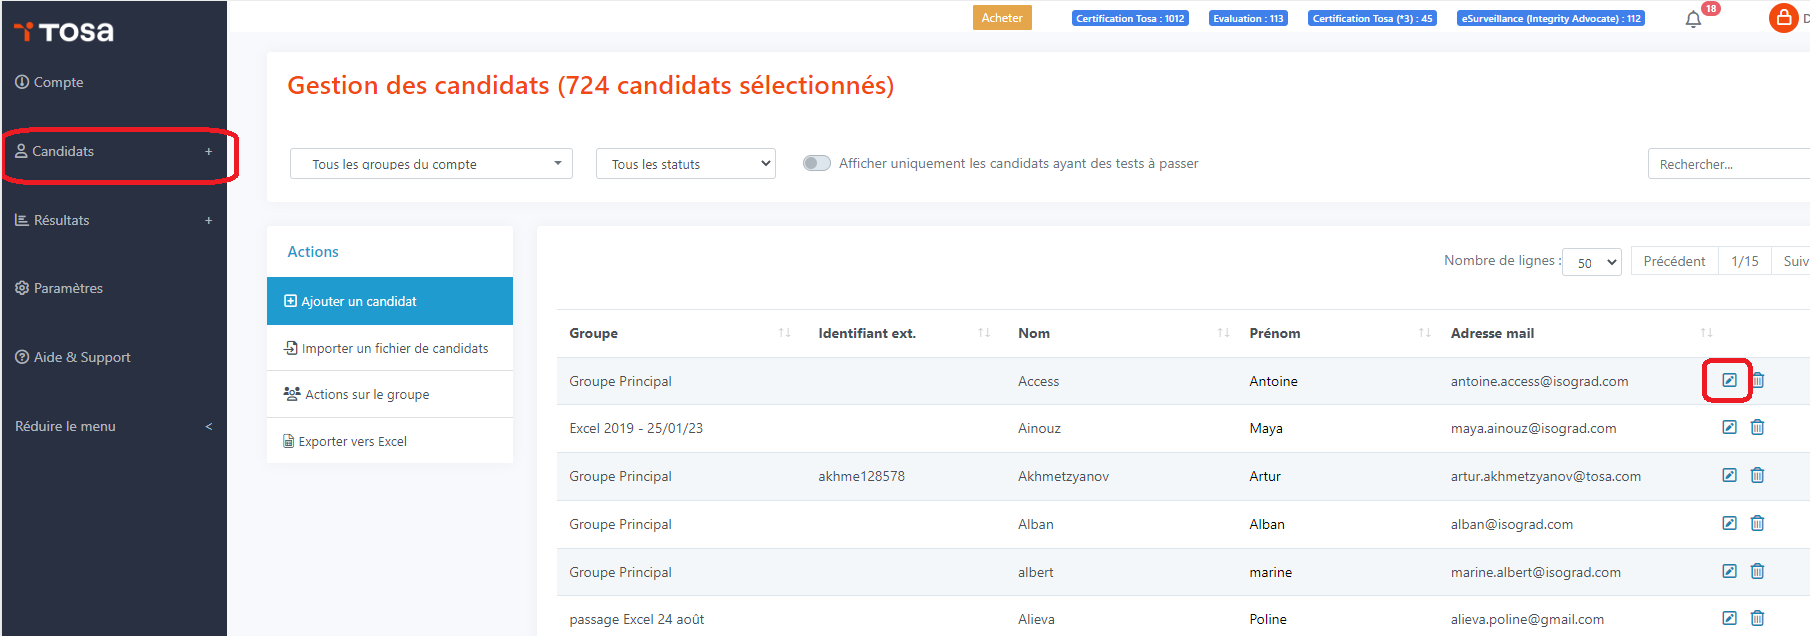 TOSA
Compte
Candidats +
Résultats +
Paramètres
Aide & Support
Réduire le menu <
Acheter
Certification Tosa : 1012
Evaluation : 113
Certification Tosa (*3) : 45
eSurveillance (Integrity Advocate) : 112
18
D
Gestion des candidats (724 candidats sélectionnés)
Tous les groupes du compte
Tous les statuts
Afficher uniquement les candidats ayant des tests à passer
Rechercher...
Actions
Ajouter un candidat
Importer un fichier de candidats
Actions sur le groupe
Exporter vers Excel
Nombre de lignes : 50 Précédent 1/15 Suiv
Groupe Identifiant ext. Nom Prénom Adresse mail
Groupe Principal Access Antoine antoine.access@isograd.com
Excel 2019 - 25/01/23 Ainouz Maya maya.ainouz@isograd.com
Groupe Principal akhme128578 Akhmetzyanov Artur artur.akhmetzyanov@tosa.com
Groupe Principal Alban Alban alban@isograd.com
Groupe Principal albert marine marine.albert@isograd.com
passage Excel 24 août Alieva Poline alieva.poline@gmail.com